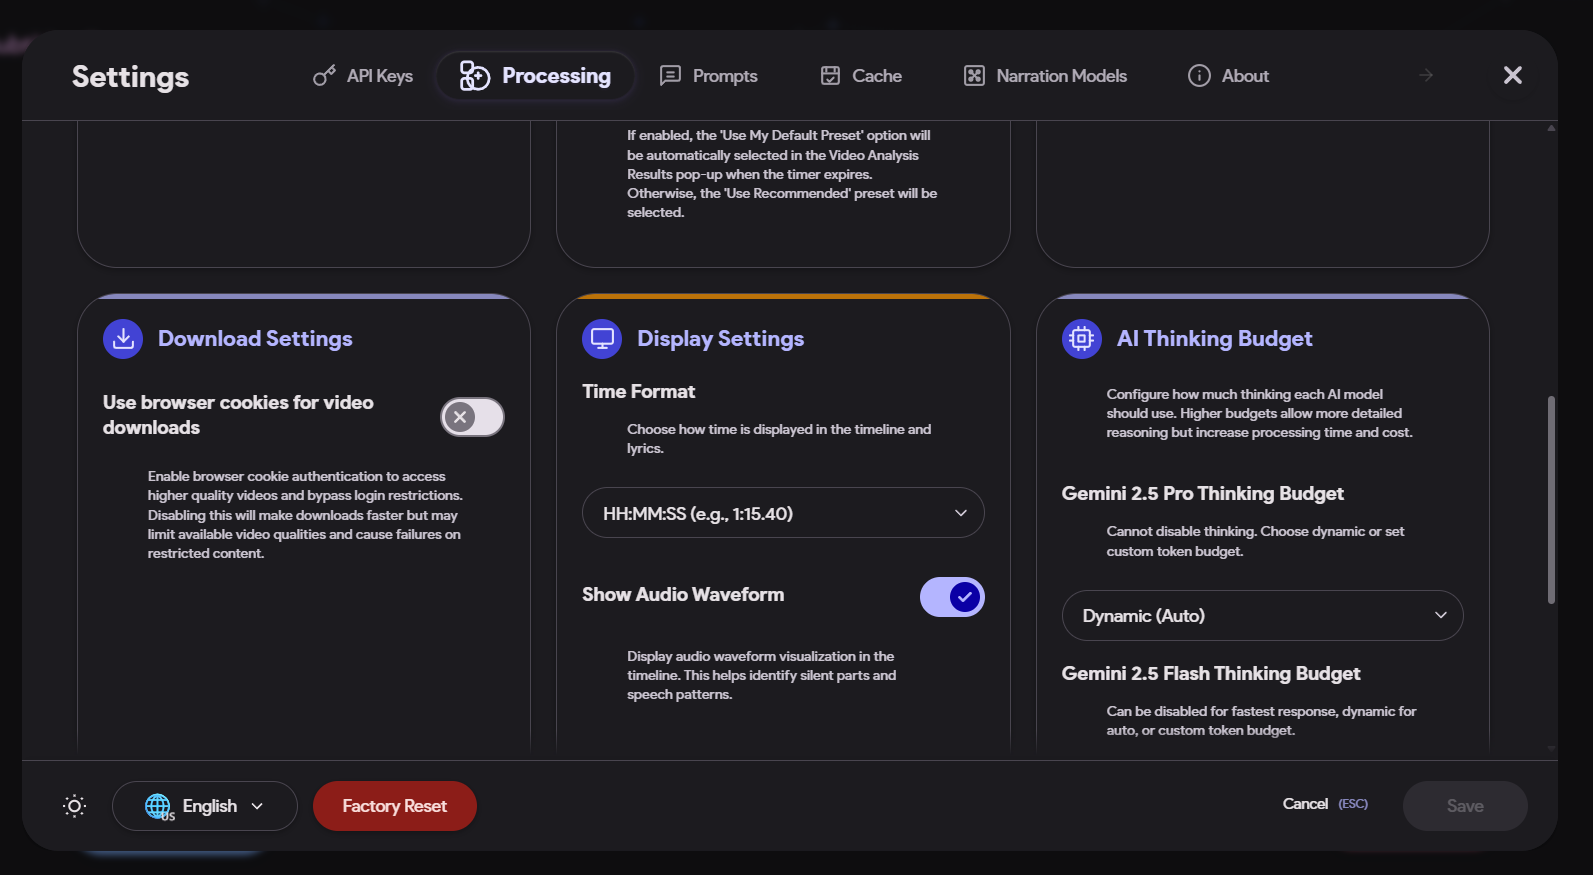 Settings
API Keys
Processing
Prompts
Cache
Narration Models
About
If enabled, the 'Use My Default Preset' option will
be automatically selected in the Video Analysis
Results pop-up when the timer expires.
Otherwise, the 'Use Recommended' preset will be
selected.
Download Settings
Use browser cookies for video
downloads
Enable browser cookie authentication to access
higher quality videos and bypass login restrictions.
Disabling this will make downloads faster but may
limit available video qualities and cause failures on
restricted content.
Display Settings
Time Format
Choose how time is displayed in the timeline and
lyrics.
HH:MM:SS (e.g., 1:15.40)
Show Audio Waveform
Display audio waveform visualization in the
timeline. This helps identify silent parts and
speech patterns.
AI Thinking Budget
Configure how much thinking each AI model
should use. Higher budgets allow more detailed
reasoning but increase processing time and cost.
Gemini 2.5 Pro Thinking Budget
Cannot disable thinking. Choose dynamic or set
custom token budget.
Dynamic (Auto)
Gemini 2.5 Flash Thinking Budget
Can be disabled for fastest response, dynamic for
auto, or custom token budget.
US
English
Factory Reset
Cancel (ESC)
Save